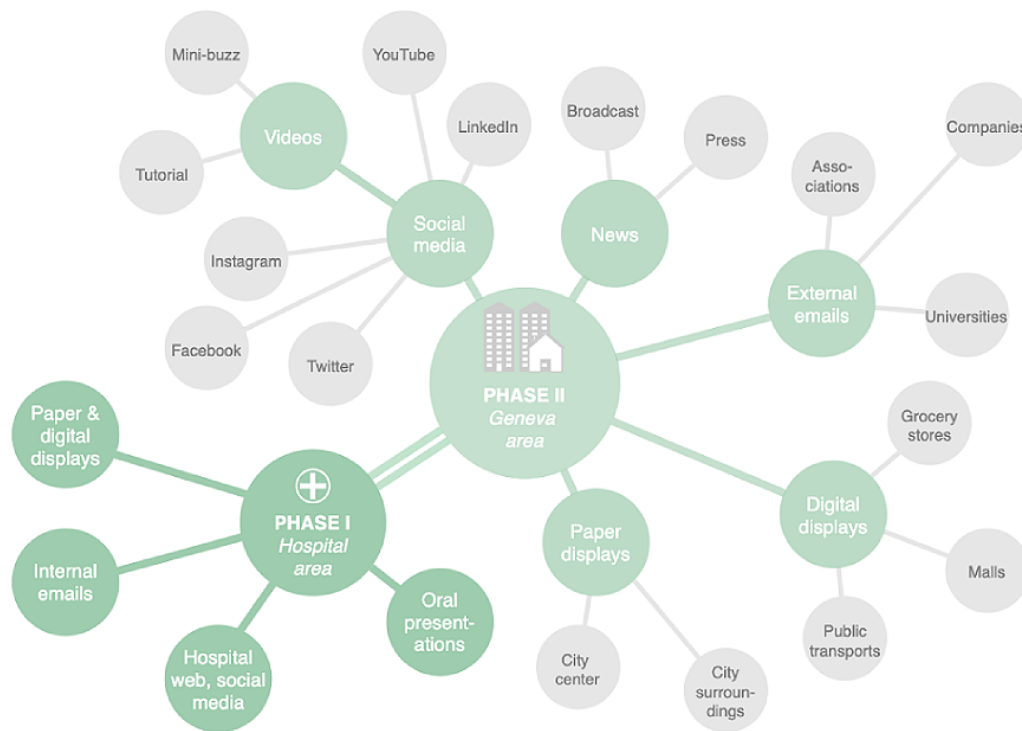 Mini-buzz
YouTube
Videos
LinkedIn
Broadcast
Companies
Press
Tutorial
Asso-
ciations
Social
media
News
Instagram
External
emails
Universities
Facebook
Twitter
PHASE II
Geneva
area
Paper &
digital
displays
Grocery
stores
PHASE I
Hospital
area
Digital
displays
Paper
displays
Internal
emails
Malls
Oral
present-
ations
Public
transports
Hospital
web, social
media
City
center
City
surroun-
dings